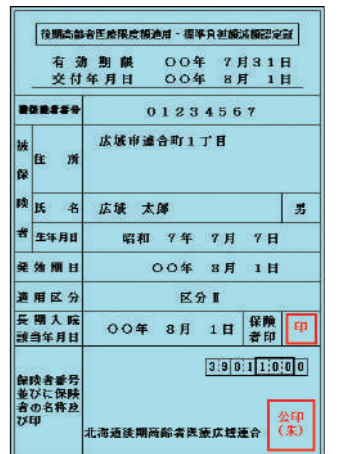 後期高齢者医療限度額適用・標準負担額減額認定証
有効期限 〇〇年 7月31日
交付年月日 〇〇年 8月 1日
被保険者番号 01234567
被保険者
住所 広域市連合町1丁目
氏名 広域 太郎 男
生年月日 昭和 7年 7月 7日
発効期日 〇〇年 8月 1日
適用区分 区分Ⅱ
長期入院該当年月日 〇〇年 8月 1日 保険者印 印
39011000
保険者番号
並びに保険
者の名称及
び印
北海道後期高齢者医療広域連合
公印
(朱)